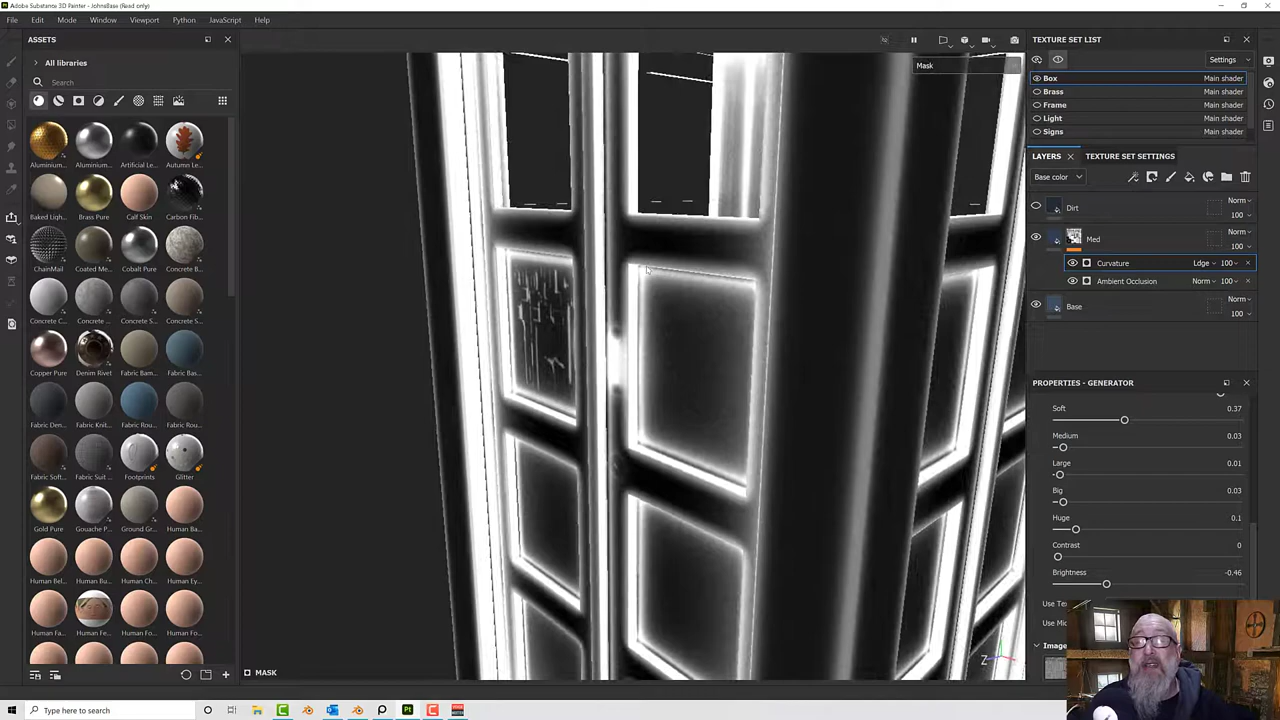 Adobe Substance 3D Painter - JohnsBase (Read only)
File Edit Mode Window Viewport Python JavaScript Help
ASSETS
All libraries
Search
Aluminium...
Aluminium...
Artificial Le...
Autumn Le...
Baked Ligh...
Brass Pure
Calf Skin
Carbon Fib...
ChainMail
Coated Me...
Cobalt Pure
Concrete B...
Concrete C...
Concrete ...
Concrete S...
Concrete S...
Copper Pure
Denim Rivet
Fabric Bam...
Fabric Bas...
Fabric Den...
Fabric Knit...
Fabric Rou...
Fabric Rou...
Fabric Soft...
Fabric Suit ...
Footprints
Glitter
Gold Pure
Gouache P...
Ground Gr...
Human Ba...
Human Bel...
Human Bu...
Human Ch...
Human Ey...
Human Fa...
Human Fe...
Human Fo...
Human Fo...
Mask
Z
MASK
TEXTURE SET LIST
Settings
Box Main shader
Brass Main shader
Frame Main shader
Light Main shader
Signs Main shader
LAYERS TEXTURE SET SETTINGS
Base color
Dirt Norm 100
Med Norm 100
Curvature Ldge 100
Ambient Occlusion Norm 100
Base Norm 100
PROPERTIES - GENERATOR
Soft 0.37
Medium 0.03
Large 0.01
Big 0.03
Huge 0.1
Contrast 0
Brightness -0.46
Use Te
Use Mic
Imag
Type here to search